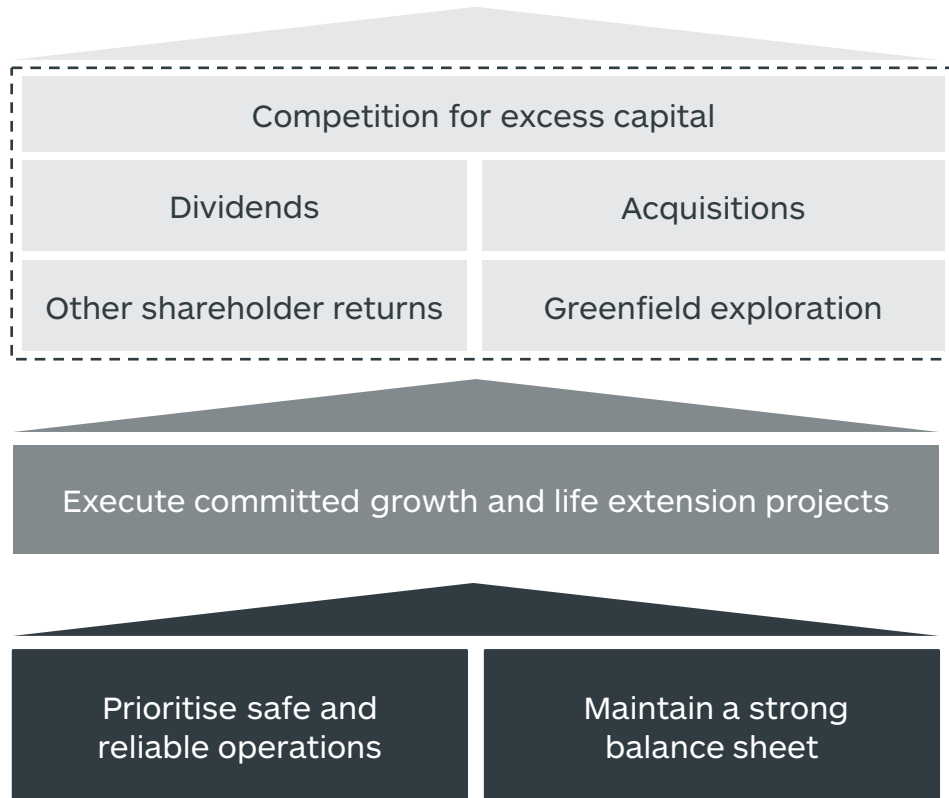 Competition for excess capital
Dividends
Acquisitions
Other shareholder returns
Greenfield exploration
Execute committed growth and life extension projects
Prioritise safe and
reliable operations
Maintain a strong
balance sheet